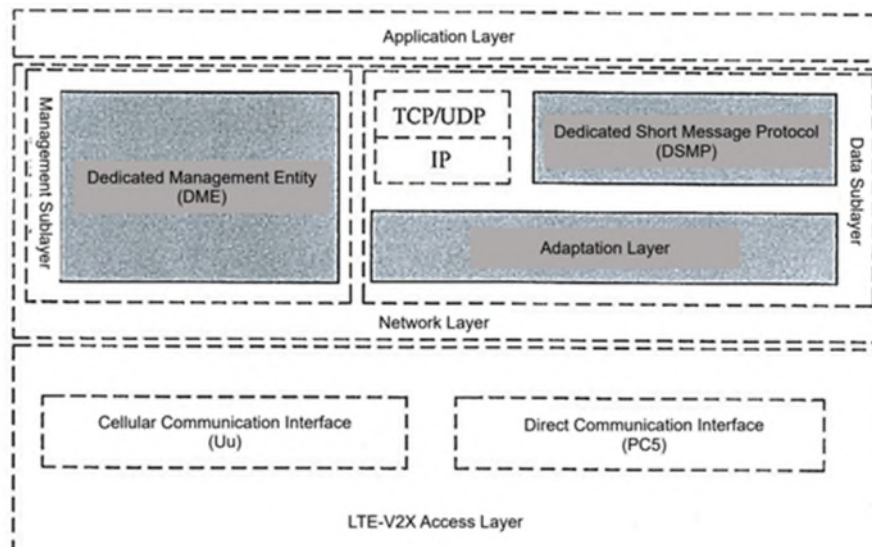 Application Layer
Management Sublayer
Dedicated Management Entity
(DME)
TCP/UDP
IP
Dedicated Short Message Protocol
(DSMP)
Adaptation Layer
Data Sublayer
Network Layer
Cellular Communication Interface
(Uu)
Direct Communication Interface
(PC5)
LTE-V2X Access Layer